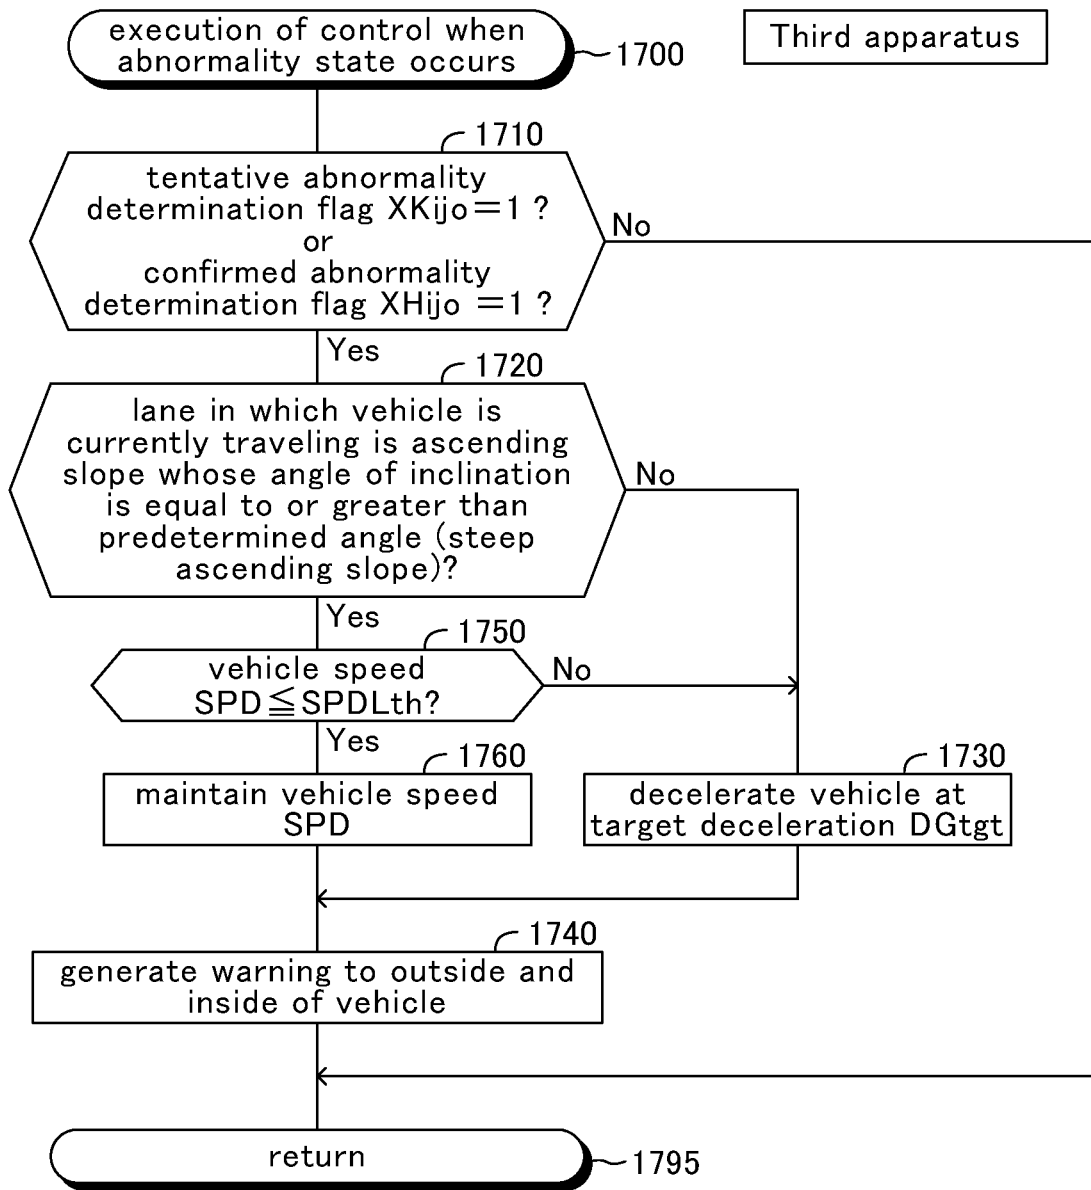 execution of control when
abnormality state occurs
1700
Third apparatus
1710
tentative abnormality
determination flag XKijo=1 ?
or
confirmed abnormality
determination flag XHijo =1 ?
No
Yes
1720
lane in which vehicle is
currently traveling is ascending
slope whose angle of inclination
is equal to or greater than
predetermined angle (steep
ascending slope)?
No
Yes
1750
vehicle speed
SPD≦SPDLth?
No
Yes
1760
maintain vehicle speed
SPD
1730
decelerate vehicle at
target deceleration DGtgt
1740
generate warning to outside and
inside of vehicle
return
1795